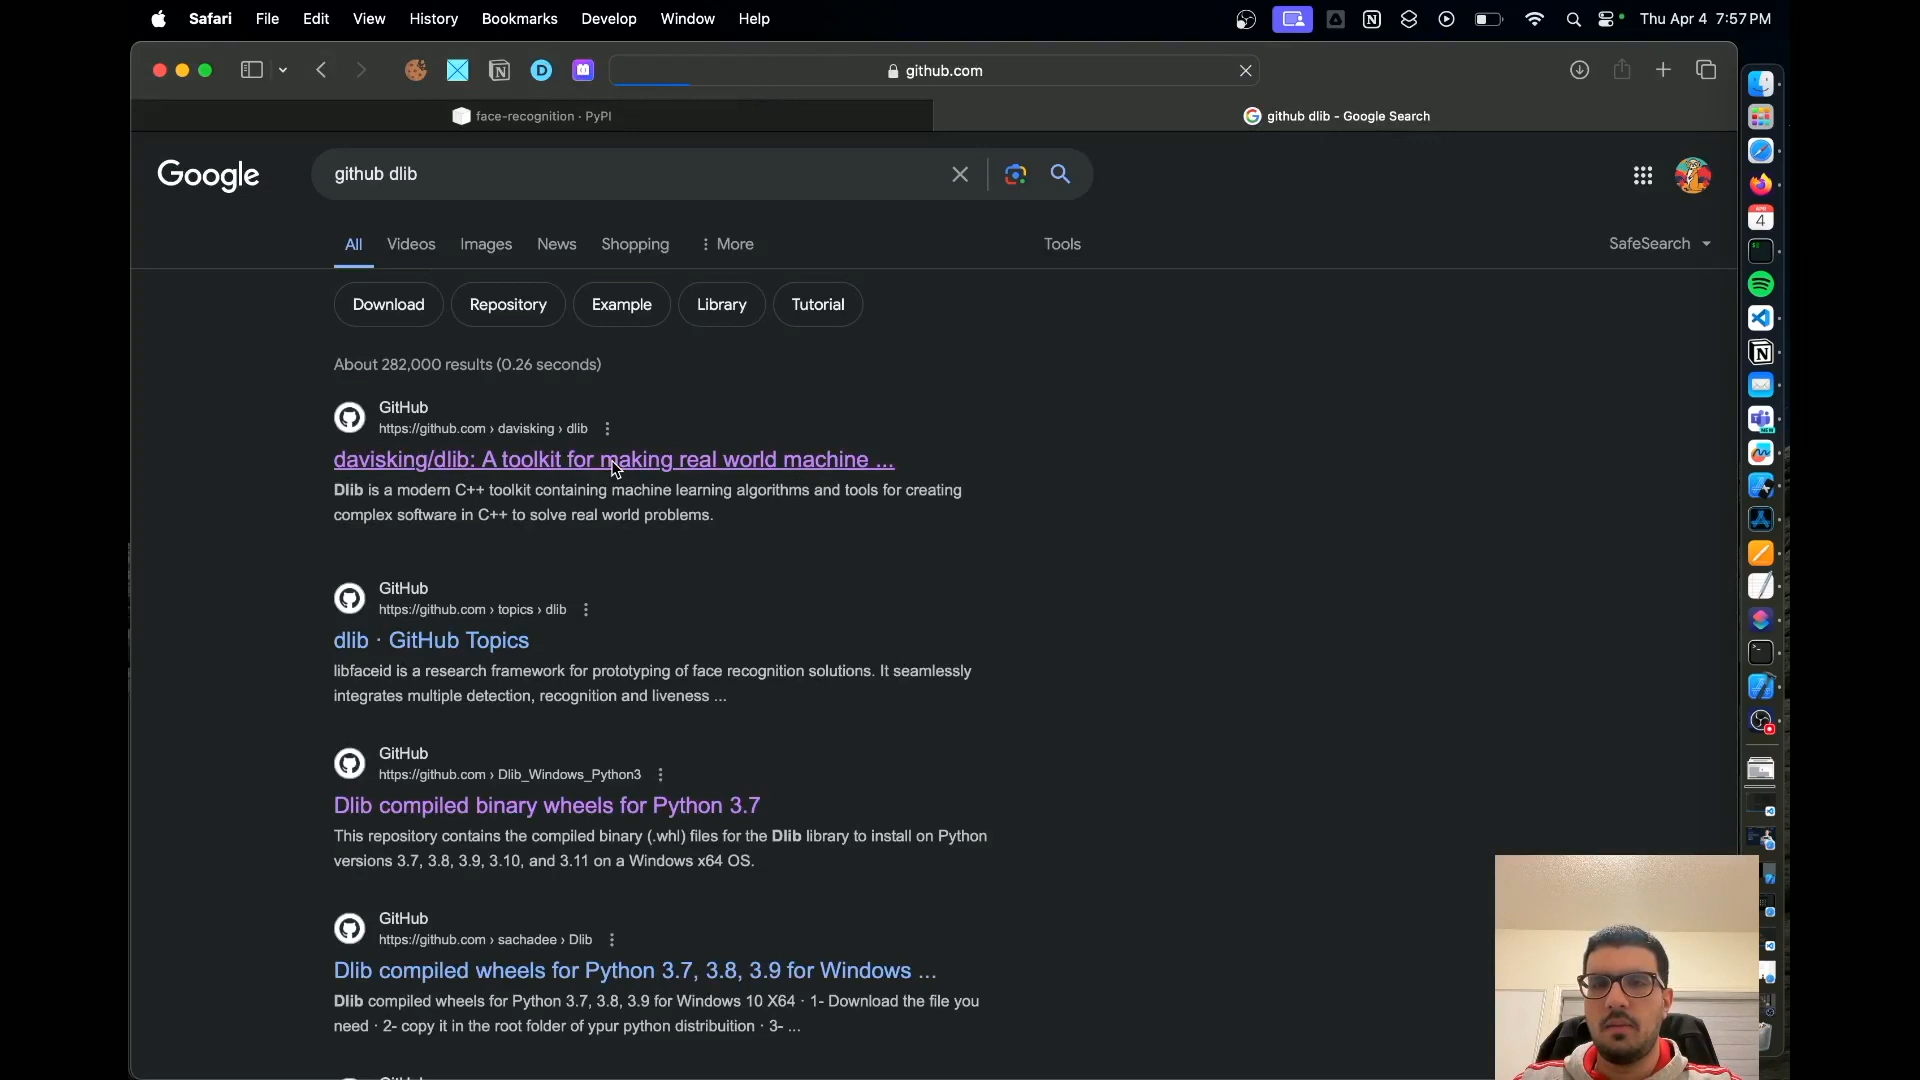 Safari File Edit View History Bookmarks Develop Window Help
Thu Apr 4 7:57 PM
github.com
face-recognition - PyPI
github dlib - Google Search
Google
github dlib
All Videos Images News Shopping More
Tools
SafeSearch
Download Repository Example Library Tutorial
About 282,000 results (0.26 seconds)
GitHub
https://github.com › davisking › dlib
davisking/dlib: A toolkit for making real world machine ...
Dlib is a modern C++ toolkit containing machine learning algorithms and tools for creating
complex software in C++ to solve real world problems.
GitHub
https://github.com › topics › dlib
dlib · GitHub Topics
libfaceid is a research framework for prototyping of face recognition solutions. It seamlessly
integrates multiple detection, recognition and liveness ...
GitHub
https://github.com › Dlib_Windows_Python3
Dlib compiled binary wheels for Python 3.7
This repository contains the compiled binary (.whl) files for the Dlib library to install on Python
versions 3.7, 3.8, 3.9, 3.10, and 3.11 on a Windows x64 OS.
GitHub
https://github.com › sachadee › Dlib
Dlib compiled wheels for Python 3.7, 3.8, 3.9 for Windows ...
Dlib compiled wheels for Python 3.7, 3.8, 3.9 for Windows 10 X64 · 1- Download the file you
need · 2- copy it in the root folder of ypur python distribuition · 3- ...